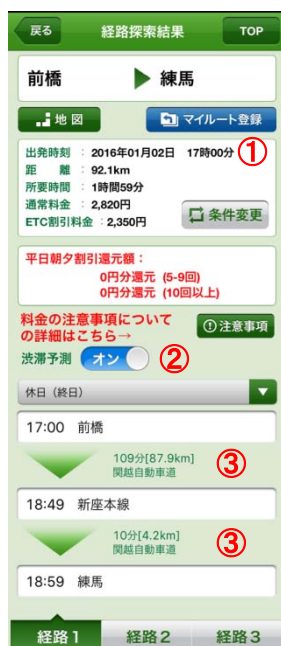 戻る 経路探索結果 TOP
前橋 ▶ 練馬
地図 マイルート登録
出発時刻 : 2016年01月02日 17時00分 ①
距 離 : 92.1km
所要時間 : 1時間59分
通常料金 : 2,820円
ETC割引料金 : 2,350円
条件変更
平日朝夕割引還元額：
0円分還元 (5-9回)
0円分還元 (10回以上)
料金の注意事項について
の詳細はこちら→
注意事項
渋滞予測 オン ②
休日（終日） ▼
17:00 前橋
109分[87.9km]
関越自動車道
③
18:49 新座本線
10分[4.2km]
関越自動車道
③
18:59 練馬
経路1 経路2 経路3